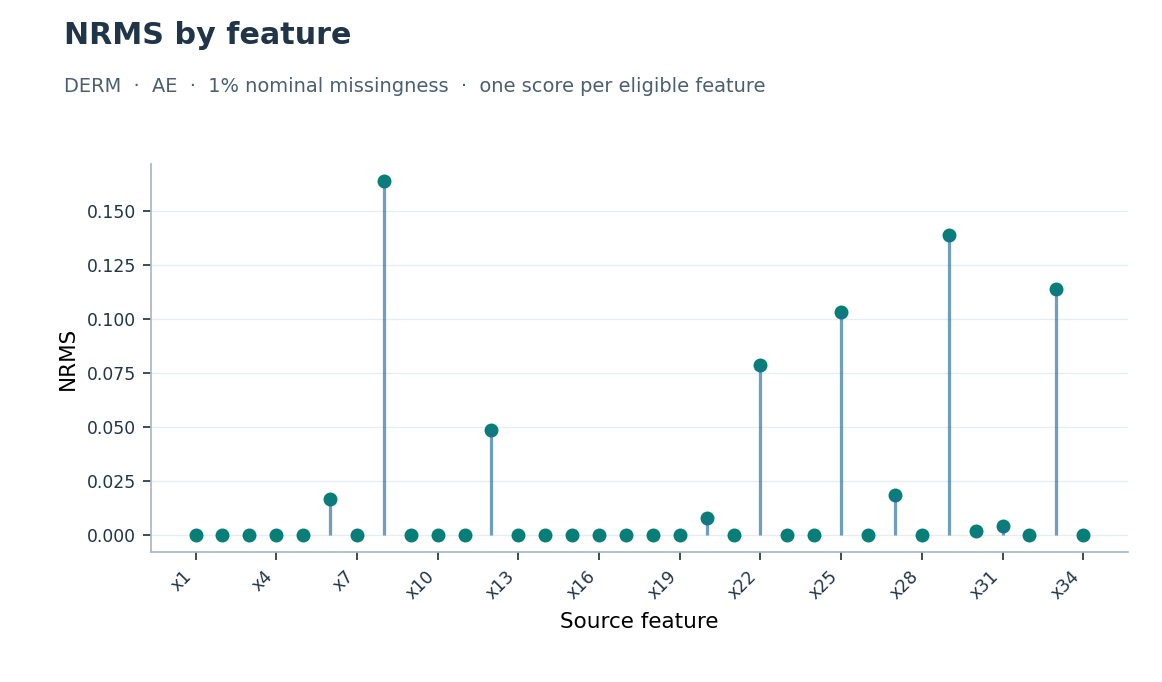 NRMS by feature
DERM · AE · 1% nominal missingness · one score per eligible feature
0.150
0.125
0.100
0.075
0.050
0.025
0.000
NRMS
x1 x4 x7 x10 x13 x16 x19 x22 x25 x28 x31 x34
Source feature